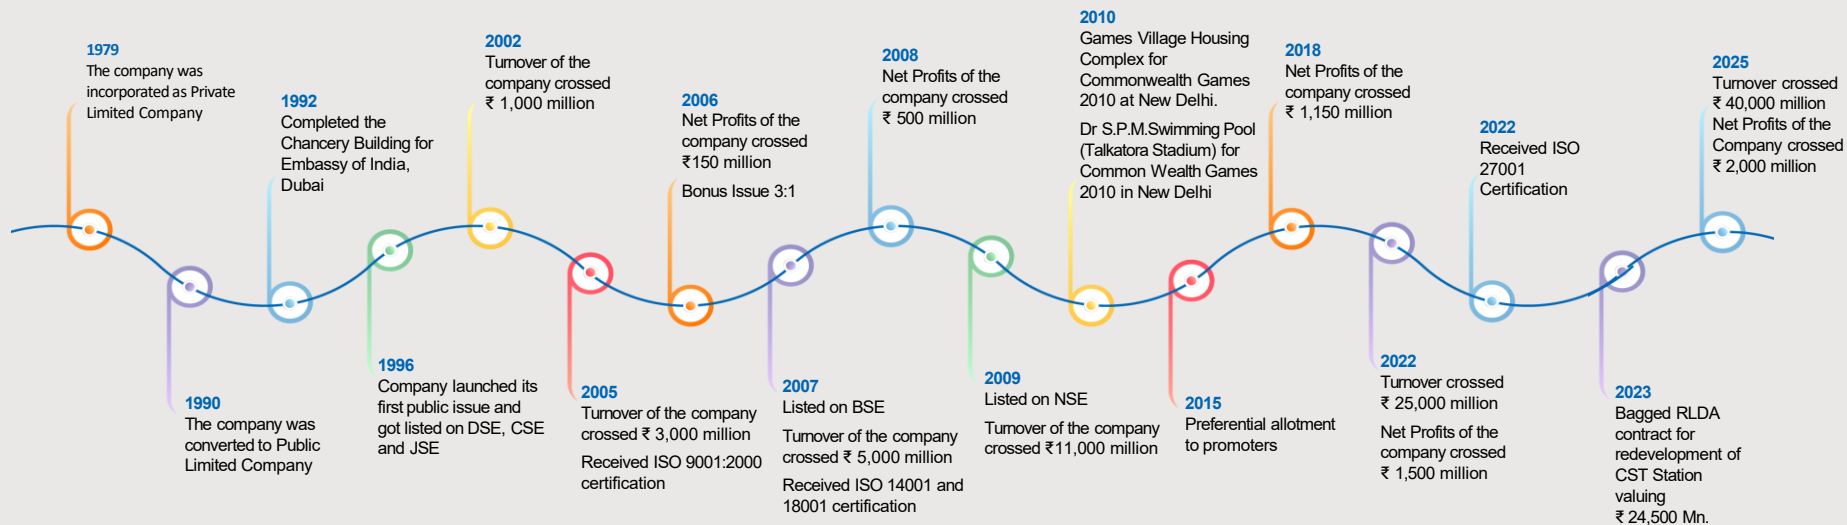 1979
The company was
incorporated as Private
Limited Company
1990
The company was
converted to Public
Limited Company
1992
Completed the
Chancery Building for
Embassy of India,
Dubai
1996
Company launched its
first public issue and
got listed on DSE, CSE
and JSE
2002
Turnover of the
company crossed
₹ 1,000 million
2005
Turnover of the company
crossed ₹ 3,000 million
Received ISO 9001:2000
certification
2006
Net Profits of the
company crossed
₹150 million
Bonus Issue 3:1
2007
Listed on BSE
Turnover of the company
crossed ₹ 5,000 million
Received ISO 14001 and
18001 certification
2008
Net Profits of the
company crossed
₹ 500 million
2009
Listed on NSE
Turnover of the company
crossed ₹11,000 million
2010
Games Village Housing
Complex for
Commonwealth Games
2010 at New Delhi.
Dr S.P.M.Swimming Pool
(Talkatora Stadium) for
Common Wealth Games
2010 in New Delhi
2015
Preferential allotment
to promoters
2018
Net Profits of the
company crossed
₹ 1,150 million
2022
Turnover crossed
₹ 25,000 million
Net Profits of the
company crossed
₹ 1,500 million
2022
Received ISO
27001
Certification
2023
Bagged RLDA
contract for
redevelopment of
CST Station
valuing
₹ 24,500 Mn.
2025
Turnover crossed
₹ 40,000 million
Net Profits of the
Company crossed
₹ 2,000 million